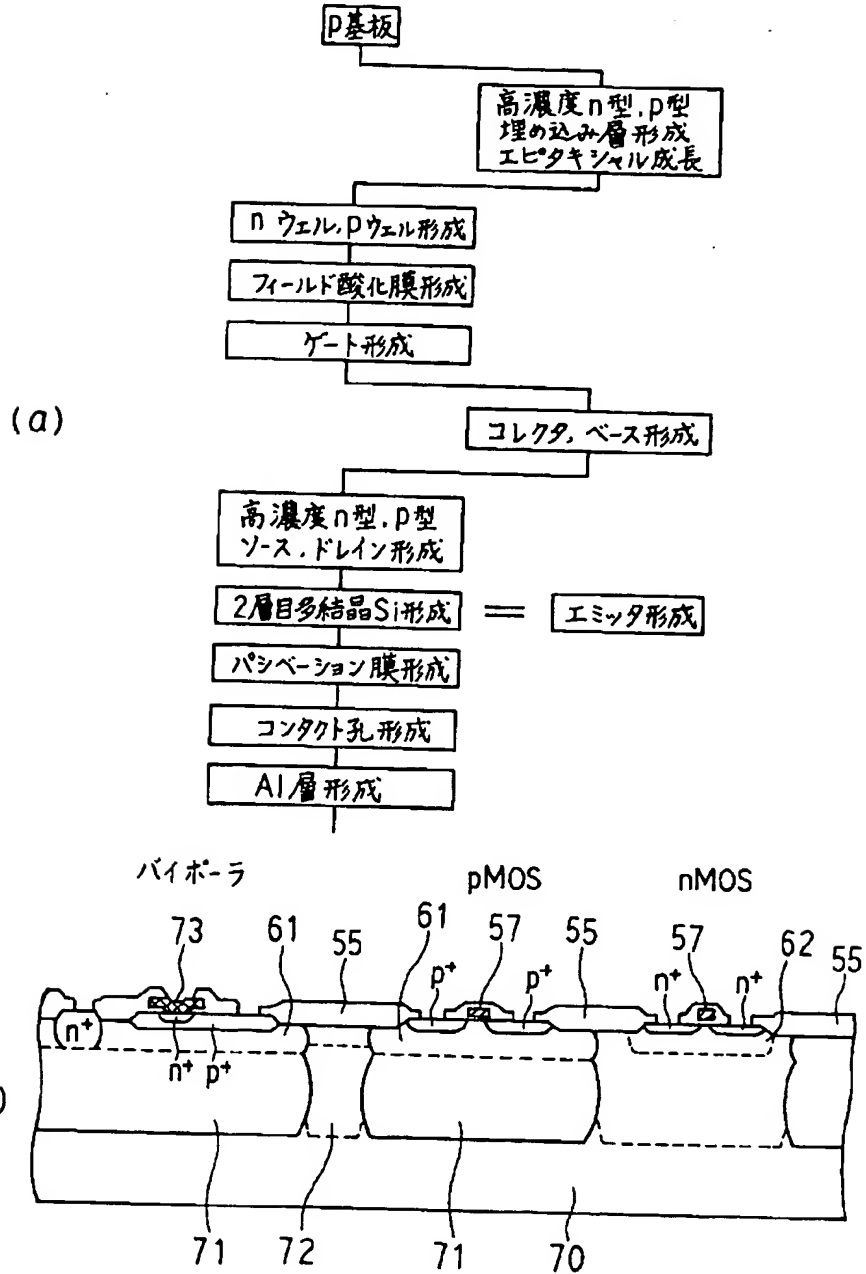 p基板
高濃度n型,p型
埋め込み層形成
エピタキシャル成長
n ウェル,pウェル形成
フィールド酸化膜形成
ゲート形成
(a)
コレクタ,ベース形成
高濃度n型,p型
ソース,ドレイン形成
2層目多結晶Si形成
=
エミッタ形成
パシベーション膜形成
コンタクト孔形成
Al層形成
バイポーラ pMOS nMOS
73 61 55 61 57 55 57 62 55
p+ p+ n+ n+
n+
n+ p+
)
71 72 71 70